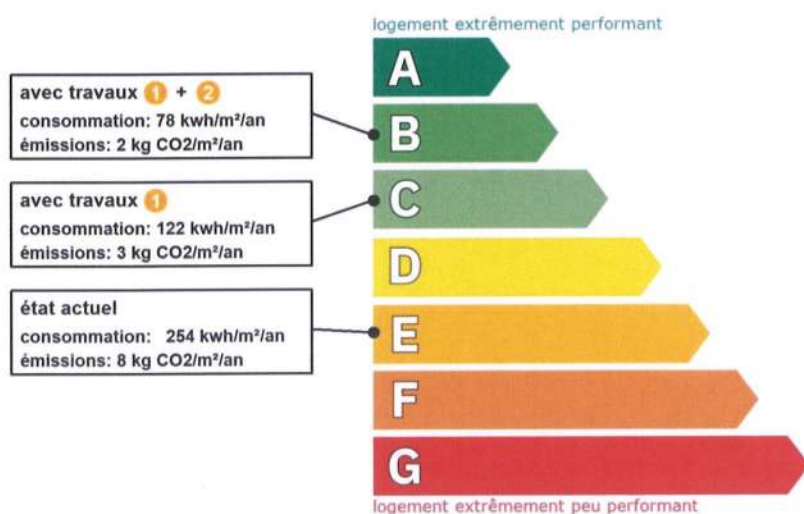 logement extrêmement performant
A
avec travaux 1 + 2
consommation: 78 kwh/m²/an
émissions: 2 kg CO2/m²/an
B
avec travaux 1
consommation: 122 kwh/m²/an
émissions: 3 kg CO2/m²/an
C
D
état actuel
consommation: 254 kwh/m²/an
émissions: 8 kg CO2/m²/an
E
F
G
logement extrêmement peu performant